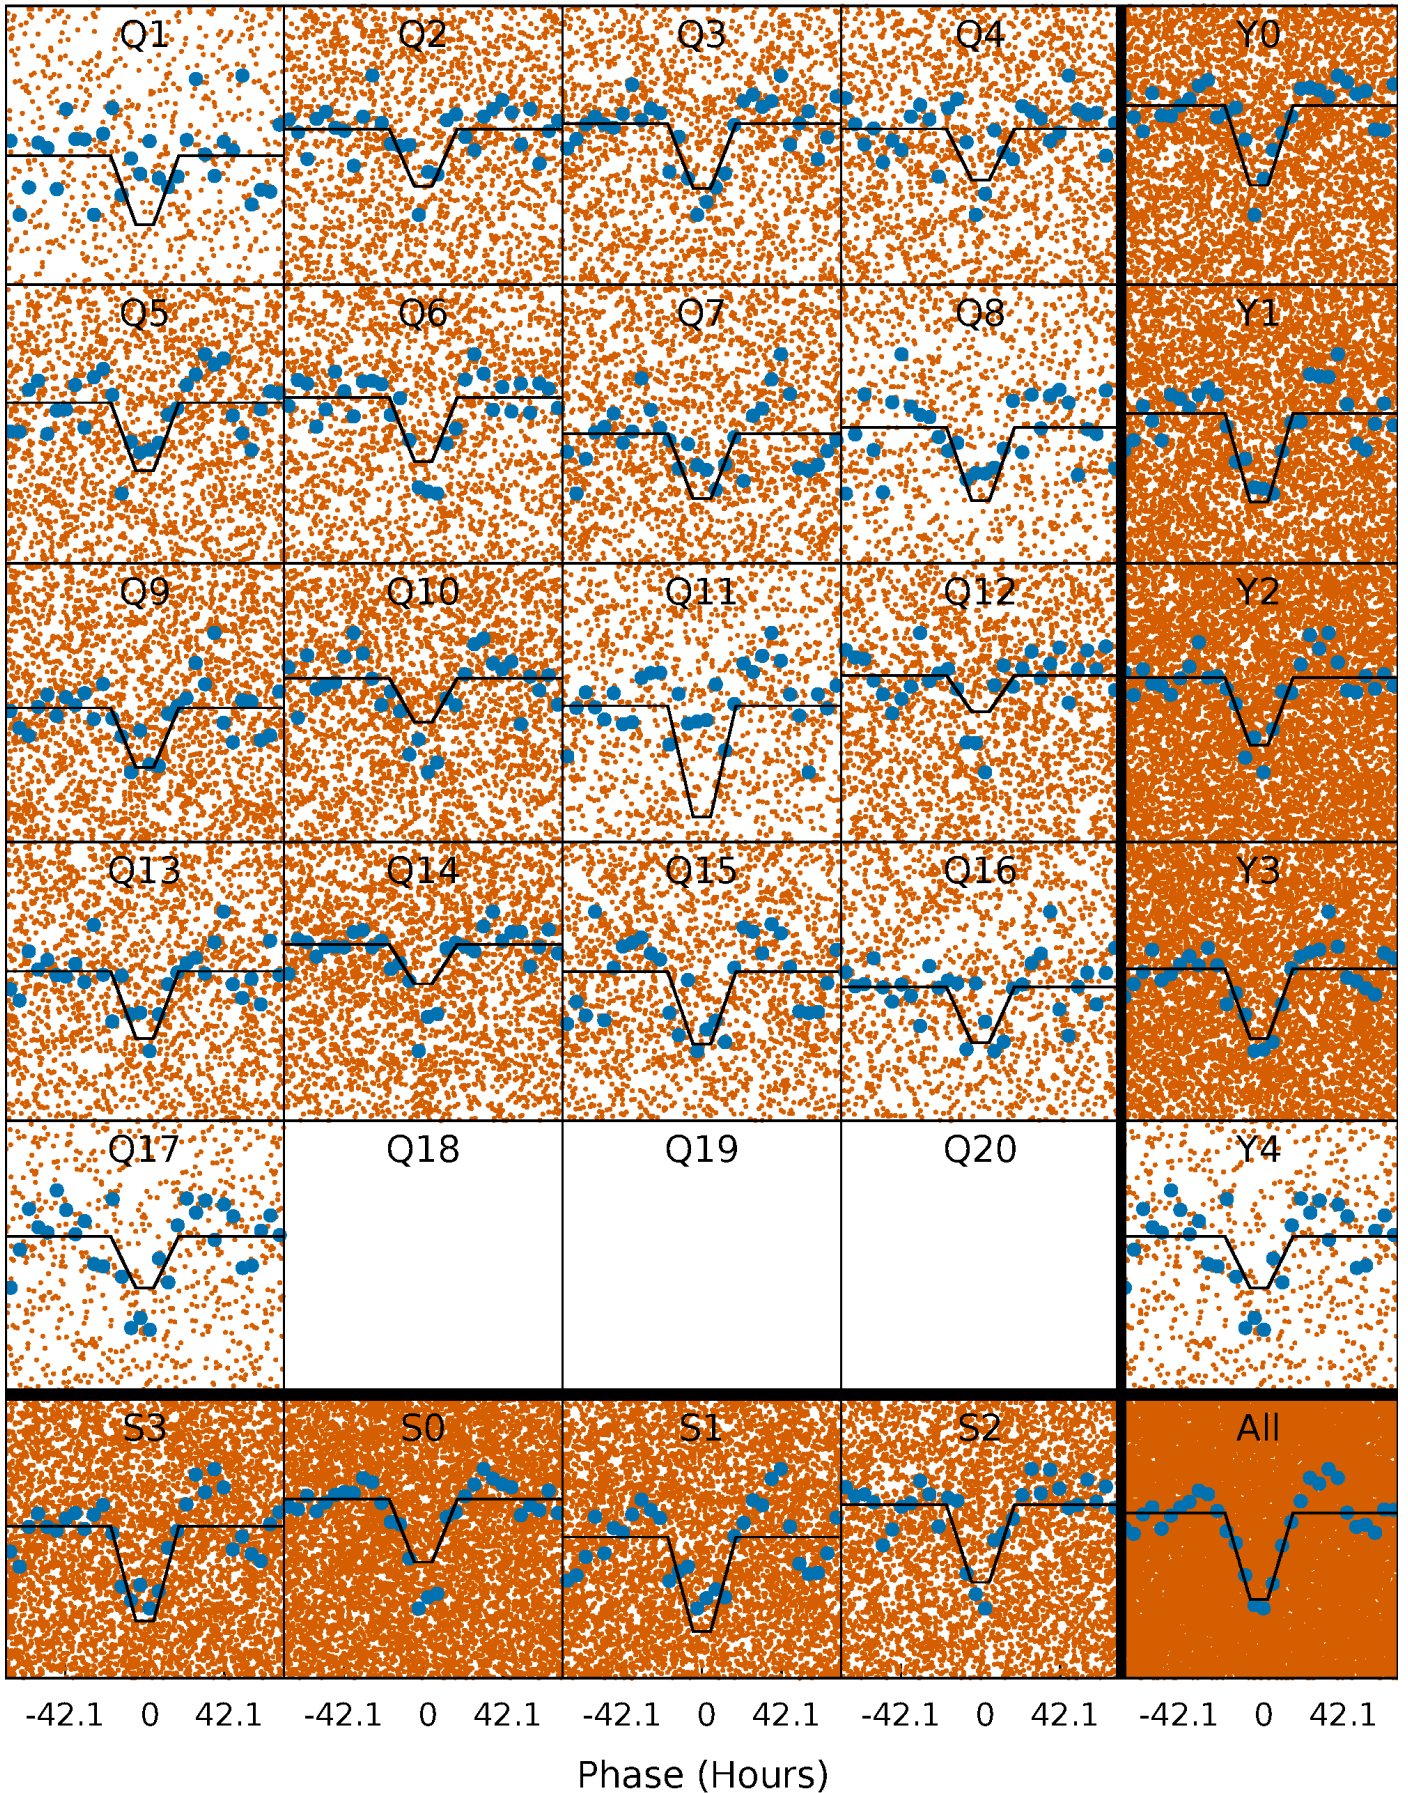 Q1 Q2 Q3 Q4 Y0
Q5 Q6 Q7 Q8 Y1
Q9 Q10 Q11 Q12 Y2
Q13 Q14 Q15 Q16 Y3
Q17 Q18 Q19 Q20 Y4
S3 S0 S1 S2 All
-42.1 0 42.1 -42.1 0 42.1 -42.1 0 42.1 -42.1 0 42.1 -42.1 0 42.1
Phase (Hours)